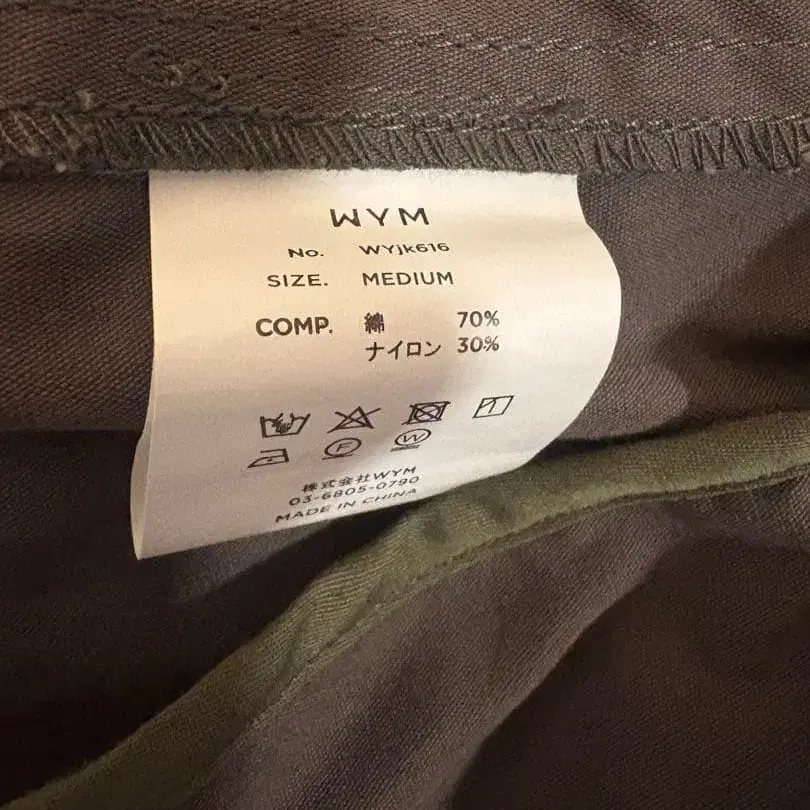 WYM
No. WYjk616
SIZE. MEDIUM
COMP. 綿 70%
ナイロン 30%
F W
株式会社WYM
03-6805-0790
MADE IN CHINA